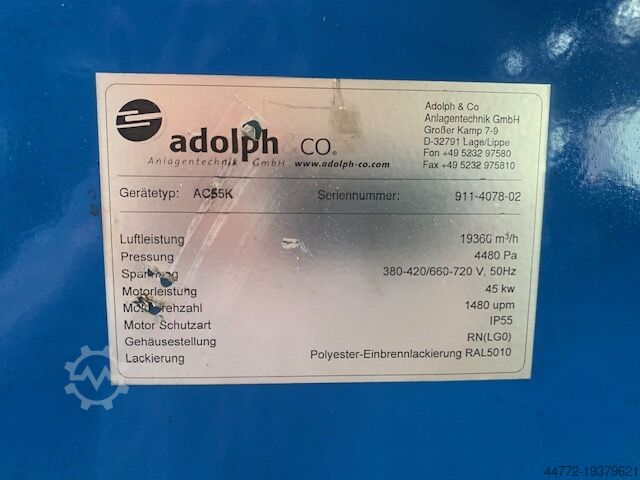 adolph & co.
Anlagentechnik GmbH www.adolph-co.com
Adolph & Co
Anlagentechnik GmbH
Großer Kamp 7-9
D-32791 Lage/Lippe
Fon +49 5232 97580
Fax +49 5232 975810
Gerätetyp: AC55K Seriennummer: 911-4078-02
Luftleistung 19360 m³/h
Pressung 4480 Pa
Spannung 380-420/660-720 V, 50Hz
Motorleistung 45 kw
Motordrehzahl 1480 upm
Motor Schutzart IP55
Gehäusestellung RN(LG0)
Lackierung Polyester-Einbrennlackierung RAL5010
44772-19379621